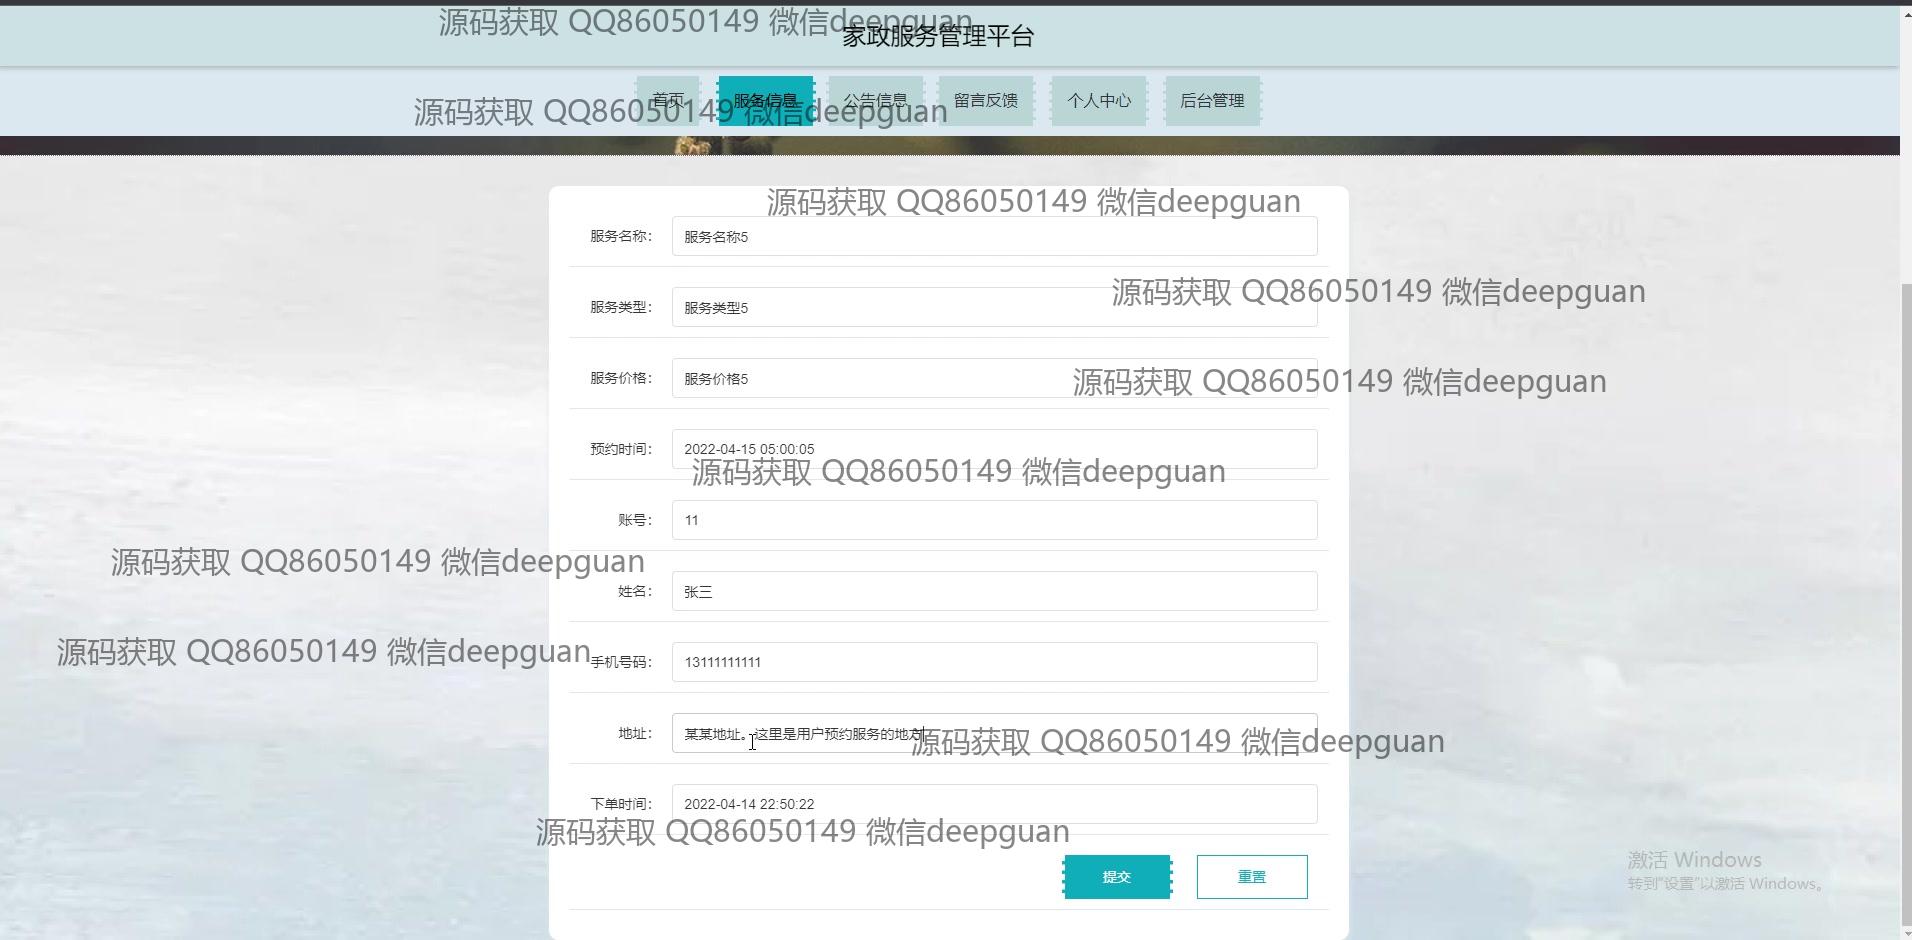 源码获取 QQ86050149 微信deepguan
家政服务管理平台
首页 服务信息 公告信息 留言反馈 个人中心 后台管理
源码获取 QQ86050149 微信deepguan
源码获取 QQ86050149 微信deepguan
服务名称： 服务名称5
源码获取 QQ86050149 微信deepguan
服务类型： 服务类型5
服务价格： 服务价格5
源码获取 QQ86050149 微信deepguan
预约时间： 2022-04-15 05:00:05
源码获取 QQ86050149 微信deepguan
账号： 11
源码获取 QQ86050149 微信deepguan
姓名： 张三
源码获取 QQ86050149 微信deepguan
手机号码： 13111111111
地址： 某某地址。这里是用户预约服务的地方
源码获取 QQ86050149 微信deepguan
下单时间： 2022-04-14 22:50:22
源码获取 QQ86050149 微信deepguan
提交 重置
激活 Windows
转到"设置"以激活 Windows。